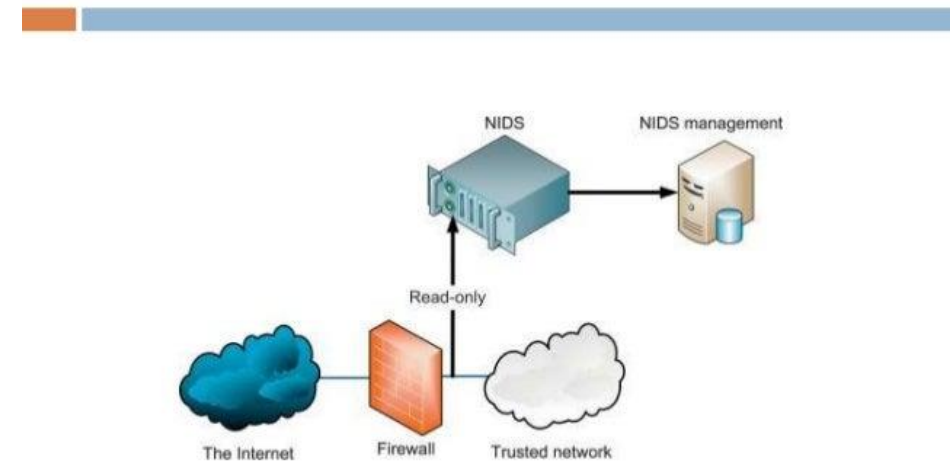 NIDS
NIDS management
Read-only
The Internet
Firewall
Trusted network